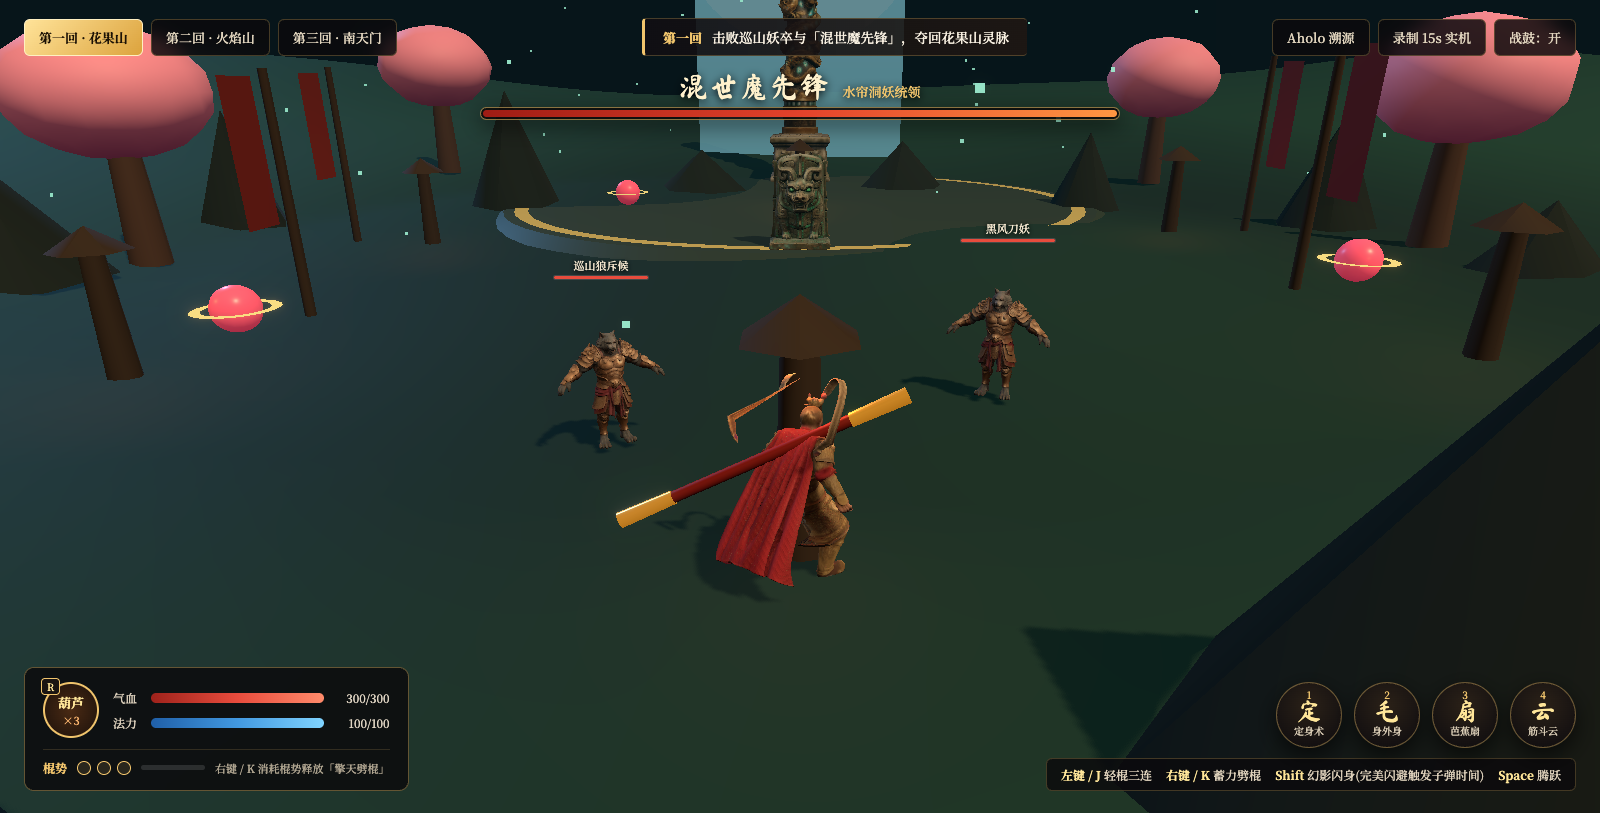 第一回 · 花果山
第二回 · 火焰山
第三回 · 南天门
第一回 击败巡山妖卒与「混世魔先锋」，夺回花果山灵脉
Aholo 溯源
录制 15s 实机
战鼓：开
混世魔先锋 水帘洞妖统领
黑风刀妖
巡山狼斥候
R
葫芦
×3
气血 300/300
法力 100/100
棍势 右键 / K 消耗棍势释放「擎天劈棍」
1
定
定身术
2
毛
身外身
3
扇
芭蕉扇
4
云
筋斗云
左键 / J 轻棍三连 右键 / K 蓄力劈棍 Shift 幻影闪身(完美闪避触发子弹时间) Space 腾跃